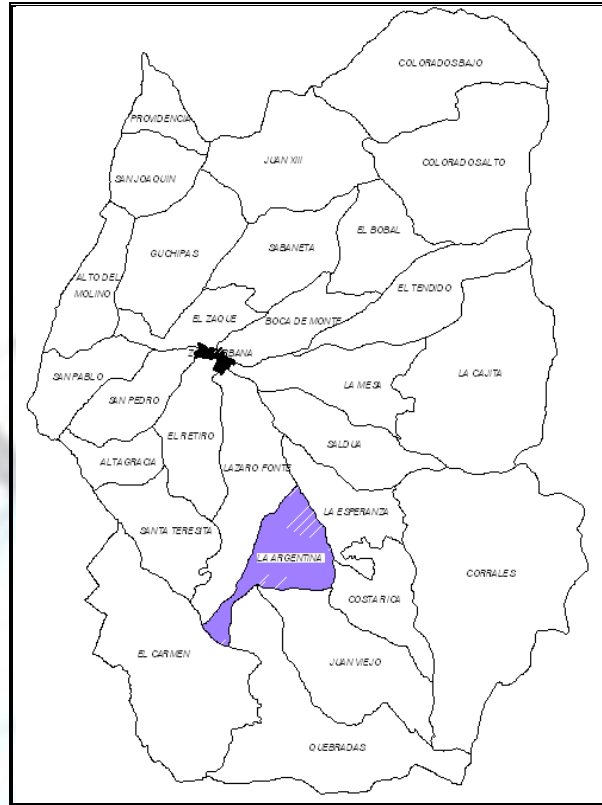 COLORADOS BAJO
PROVIDENCIA
JUAN XIII
COLORADOS ALTO
SAN JOAQUIN
EL BOBAL
SABANETA
GUCHIPAS
ALTO DEL
MOLINO
EL TENDIDO
EL ZAQUE
BOCA DE MONTE
SAN PABLO
LA MESA
LA CAJITA
SAN PEDRO
EL RETIRO
SALDUA
ALTAGRACIA
LAZARO FONTE
LA ESPERANZA
SANTA TERESITA
LA ARGENTINA
CORRALES
COSTA RICA
EL CARMEN
JUAN VIEJO
QUEBRADAS